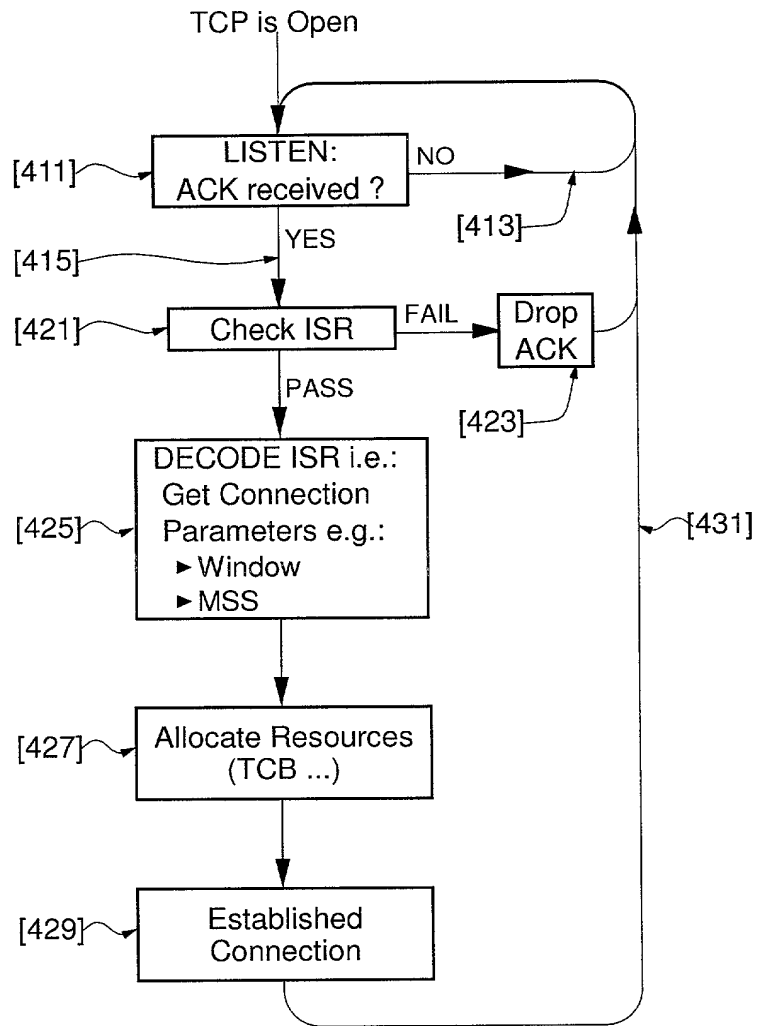 TCP is Open
LISTEN:
ACK received ?
NO
[411]
[413]
YES
[415]
[421]
Check ISR
FAIL
Drop
ACK
PASS
[423]
DECODE ISR i.e.:
Get Connection
Parameters e.g.:
► Window
► MSS
[425]
[431]
[427]
Allocate Resources
(TCB ...)
[429]
Established
Connection